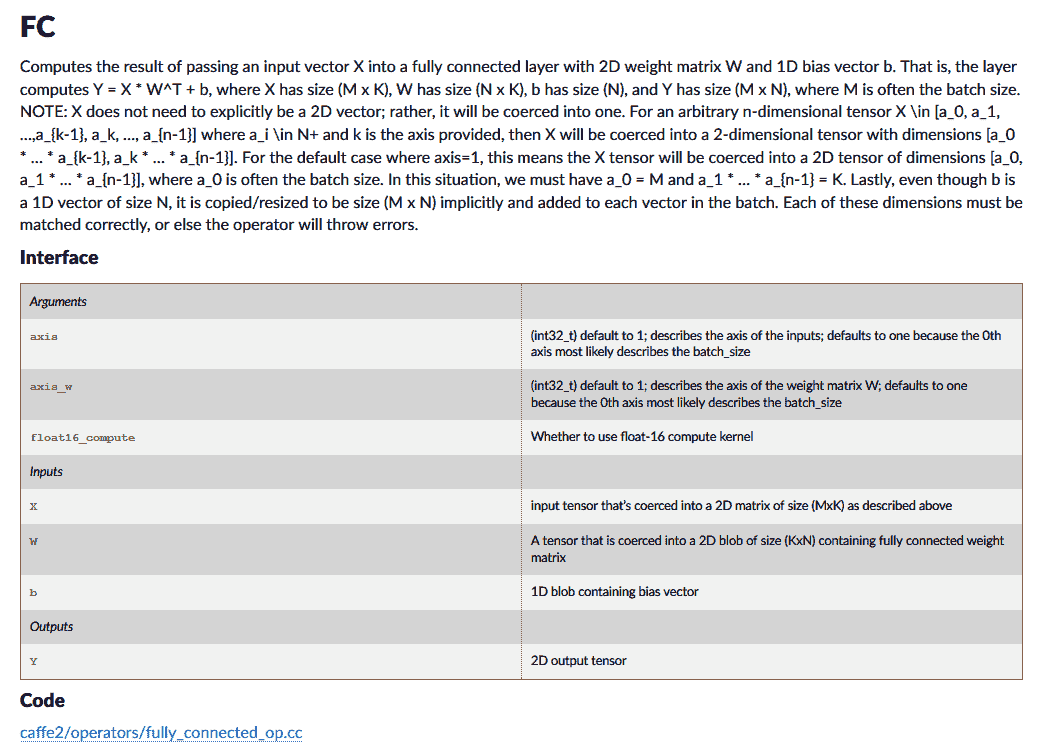 FC
Computes the result of passing an input vector X into a fully connected layer with 2D weight matrix W and 1D bias vector b. That is, the layer
computes Y = X * W^T + b, where X has size (M x K), W has size (N x K), b has size (N), and Y has size (M x N), where M is often the batch size.
NOTE: X does not need to explicitly be a 2D vector; rather, it will be coerced into one. For an arbitrary n-dimensional tensor X \in [a_0, a_1,
...,a_{k-1}, a_k, ..., a_{n-1}] where a_i \in N+ and k is the axis provided, then X will be coerced into a 2-dimensional tensor with dimensions [a_0
* ... * a_{k-1}, a_k * ... * a_{n-1}]. For the default case where axis=1, this means the X tensor will be coerced into a 2D tensor of dimensions [a_0,
a_1 * ... * a_{n-1}], where a_0 is often the batch size. In this situation, we must have a_0 = M and a_1 * ... * a_{n-1} = K. Lastly, even though b is
a 1D vector of size N, it is copied/resized to be size (M x N) implicitly and added to each vector in the batch. Each of these dimensions must be
matched correctly, or else the operator will throw errors.
Interface
Arguments
axis
(int32_t) default to 1; describes the axis of the inputs; defaults to one because the 0th
axis most likely describes the batch_size
axis_w
(int32_t) default to 1; describes the axis of the weight matrix W; defaults to one
because the 0th axis most likely describes the batch_size
float16_compute
Whether to use float-16 compute kernel
Inputs
X
input tensor that's coerced into a 2D matrix of size (MxK) as described above
W
A tensor that is coerced into a 2D blob of size (KxN) containing fully connected weight
matrix
b
1D blob containing bias vector
Outputs
Y
2D output tensor
Code
caffe2/operators/fully_connected_op.cc